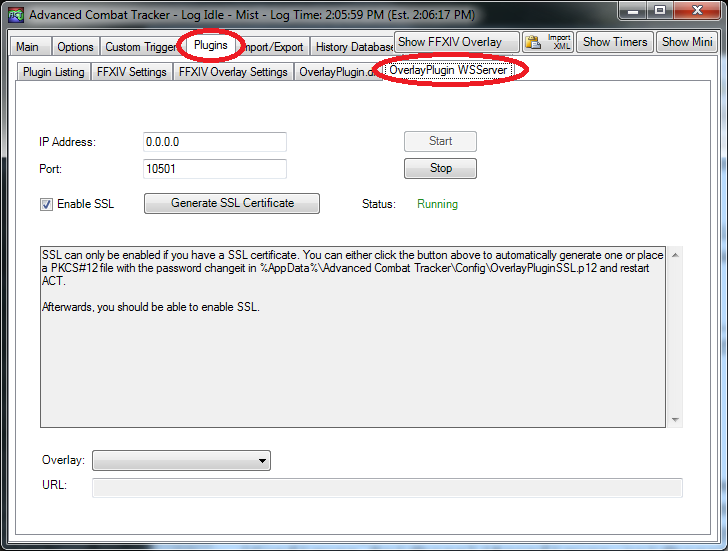 Advanced Combat Tracker - Log Idle - Mist - Log Time: 2:05:59 PM (Est. 2:06:17 PM)
Main Options Custom Trigger Plugins Import/Export History Database Show FFXIV Overlay Import XML Show Timers Show Mini
Plugin Listing FFXIV Settings FFXIV Overlay Settings OverlayPlugin.d OverlayPlugin WSServer
IP Address: 0.0.0.0 Start
Port: 10501 Stop
Enable SSL Generate SSL Certificate Status: Running
SSL can only be enabled if you have a SSL certificate. You can either click the button above to automatically generate one or place
a PKCS#12 file with the password changeit in %AppData%\Advanced Combat Tracker\Config\OverlayPluginSSL.p12 and restart
ACT.
Afterwards, you should be able to enable SSL.
Overlay:
URL: